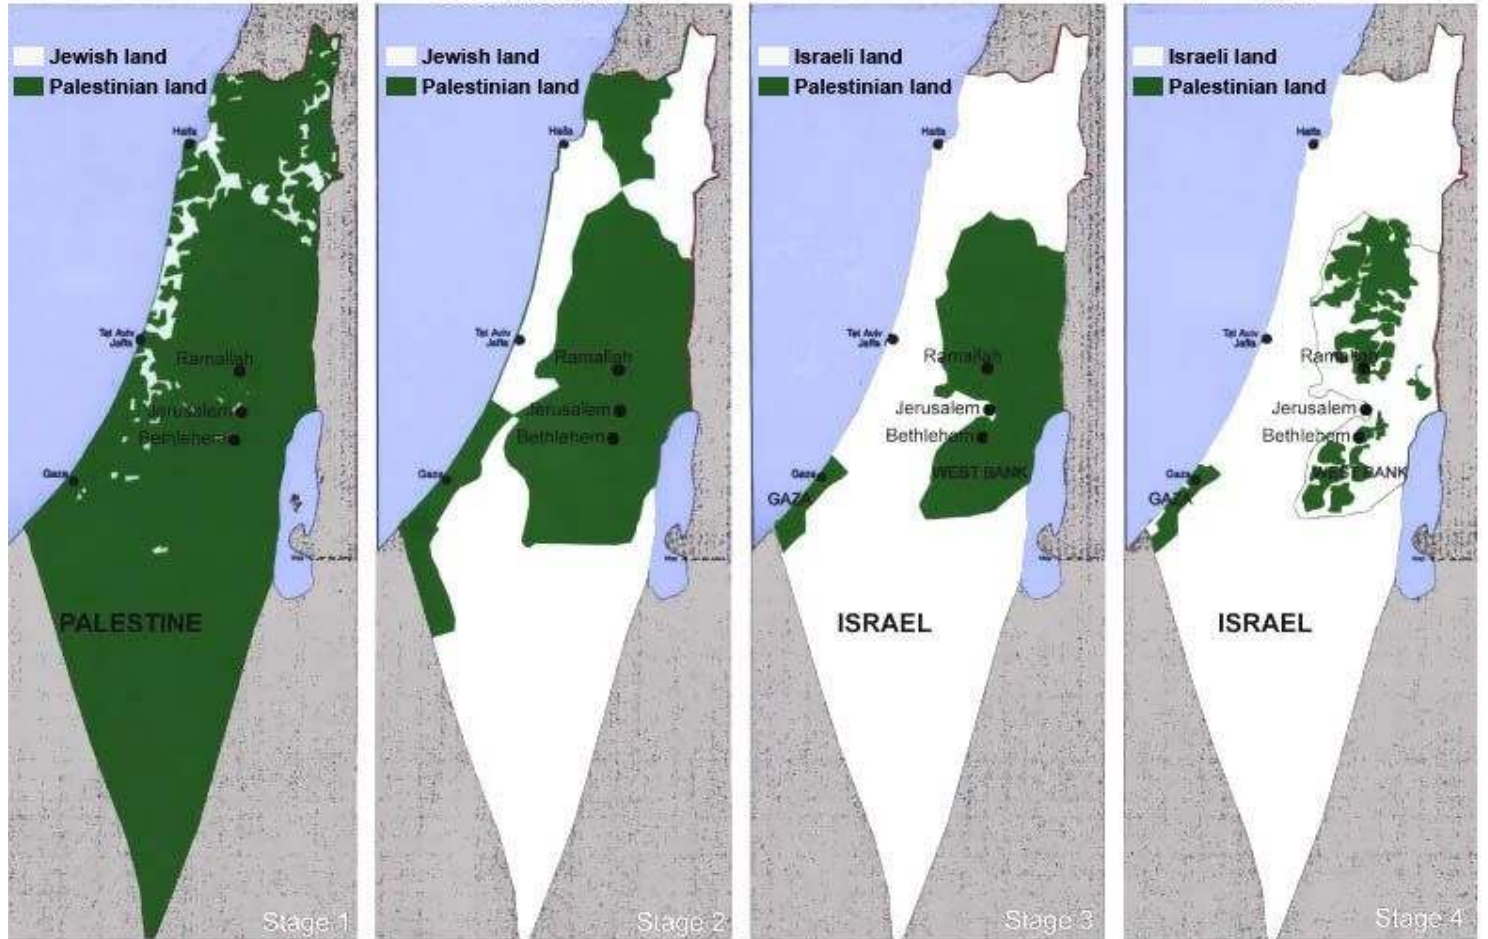 Jewish land
Palestinian land
Haifa
Tel Aviv
Jaffa
Ramallah
Jerusalem
Bethlehem
Gaza
PALESTINE
Stage 1
Jewish land
Palestinian land
Haifa
Tel Aviv
Jaffa
Ramallah
Jerusalem
Bethlehem
Gaza
Stage 2
Israeli land
Palestinian land
Haifa
Tel Aviv
Jaffa
Ramallah
Jerusalem
Bethlehem
Gaza
WEST BANK
GAZA
ISRAEL
Stage 3
Israeli land
Palestinian land
Haifa
Tel Aviv
Jaffa
Ramallah
Jerusalem
Bethlehem
Gaza
WEST BANK
GAZA
ISRAEL
Stage 4